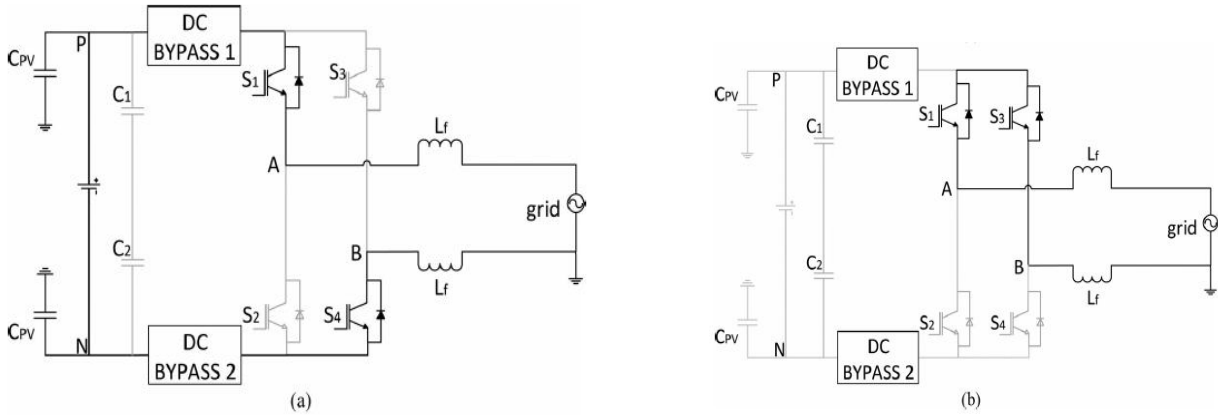 P
DC
BYPASS 1
CPV
S1
S3
C1
Lf
A
grid
C2
B
Lf
CPV
S2
S4
N
DC
BYPASS 2
(a)
P
DC
BYPASS 1
CPV
S1
S3
C1
Lf
A
grid
C2
B
Lf
CPV
S2
S4
N
DC
BYPASS 2
(b)